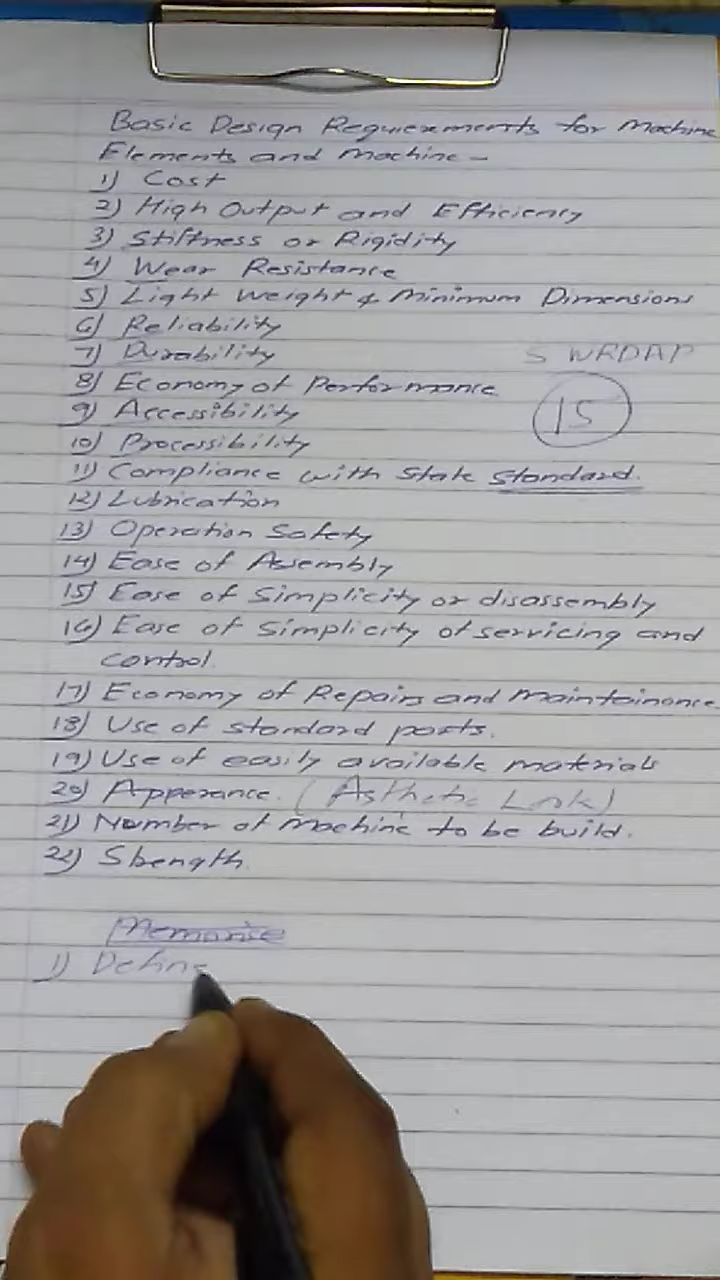 Basic Design Requirements for Machine
Elements and Machine -
1) Cost
2) High Output and Efficiency
3) Stiffness or Rigidity
4) Wear Resistance
5) Light Weight & Minimum Dimensions
6) Reliability
7) Durability
S WRDAP
8) Economy of Performance
9) Accessibility
15
10) Processibility
11) Compliance with State Standard.
12) Lubrication
13) Operation Safety
14) Ease of Assembly
15) Ease of Simplicity or disassembly
16) Ease of Simplicity of servicing and
control.
17) Economy of Repairs and Maintainance
18) Use of standard parts.
19) Use of easily available materials
20) Apperance. (Asthetic Look)
21) Number of Machine to be build.
22) Strength.
Memorise
1) Define